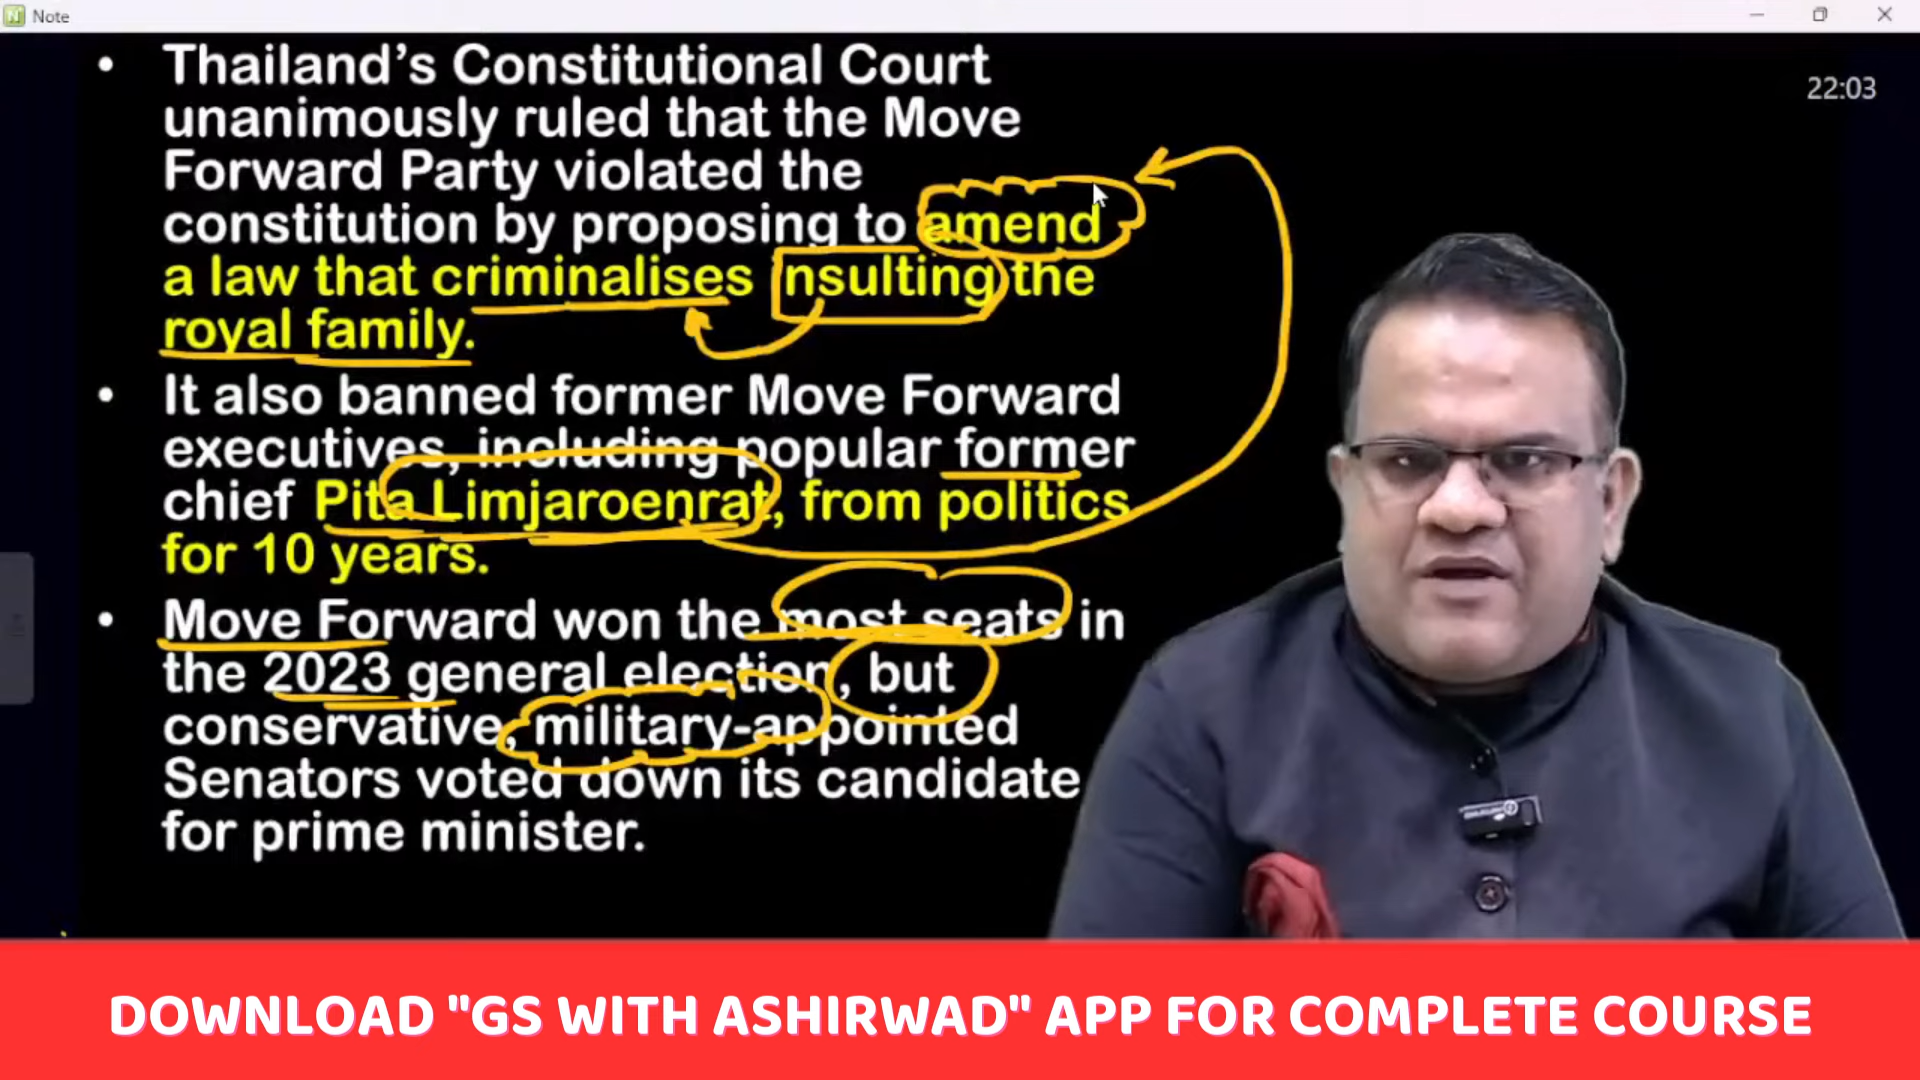 Note
22:03
• Thailand's Constitutional Court
unanimously ruled that the Move
Forward Party violated the
constitution by proposing to amend
a law that criminalises nsulting the
royal family.
• It also banned former Move Forward
executives, including popular former
chief Pita Limjaroenrat, from politics
for 10 years.
• Move Forward won the most seats in
the 2023 general election, but
conservative, military-appointed
Senators voted down its candidate
for prime minister.
DOWNLOAD "GS WITH ASHIRWAD" APP FOR COMPLETE COURSE